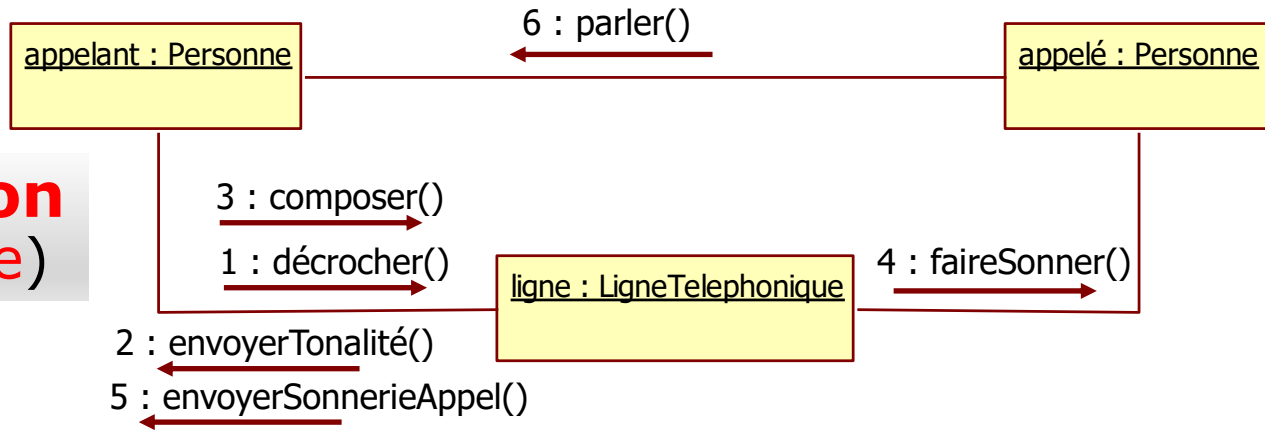 6 : parler()
appelant : Personne
appelé : Personne
on
e)
3 : composer()
1 : décrocher()
ligne : LigneTelephonique
4 : faireSonner()
2 : envoyerTonalité()
5 : envoyerSonnerieAppel()